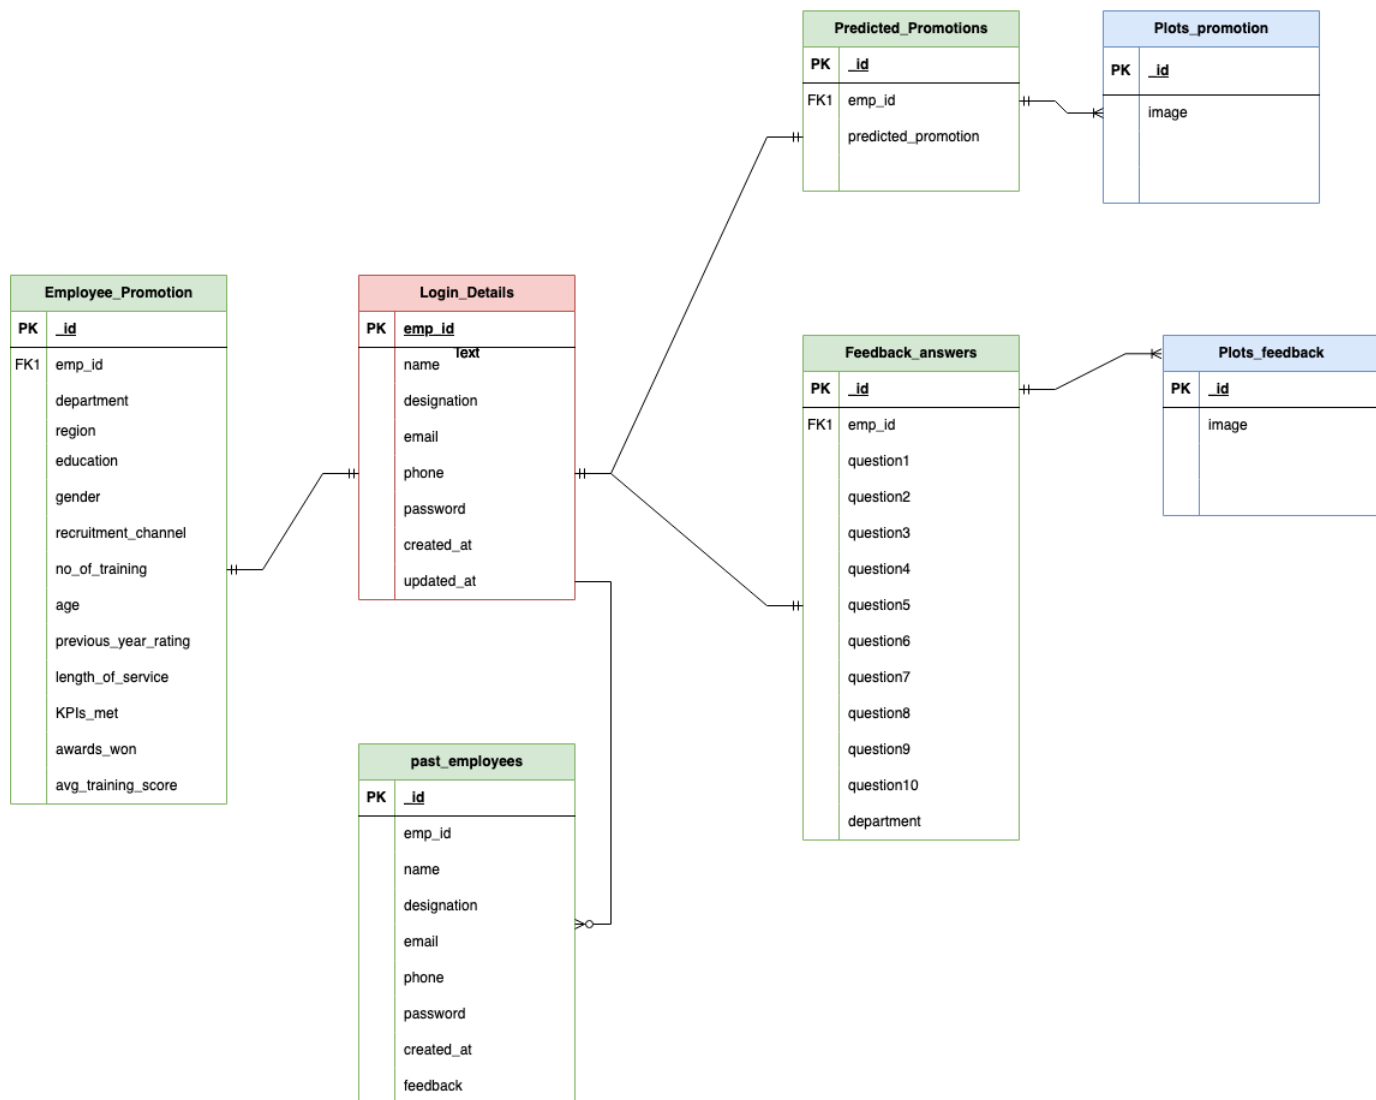 Predicted_Promotions
PK _id
FK1 emp_id
predicted_promotion
Plots_promotion
PK _id
image
Employee_Promotion
PK _id
FK1 emp_id
department
region
education
gender
recruitment_channel
no_of_training
age
previous_year_rating
length_of_service
KPIs_met
awards_won
avg_training_score
Login_Details
PK emp_id
Text
name
designation
email
phone
password
created_at
updated_at
Feedback_answers
PK _id
FK1 emp_id
question1
question2
question3
question4
question5
question6
question7
question8
question9
question10
department
Plots_feedback
PK _id
image
past_employees
PK _id
emp_id
name
designation
email
phone
password
created_at
feedback